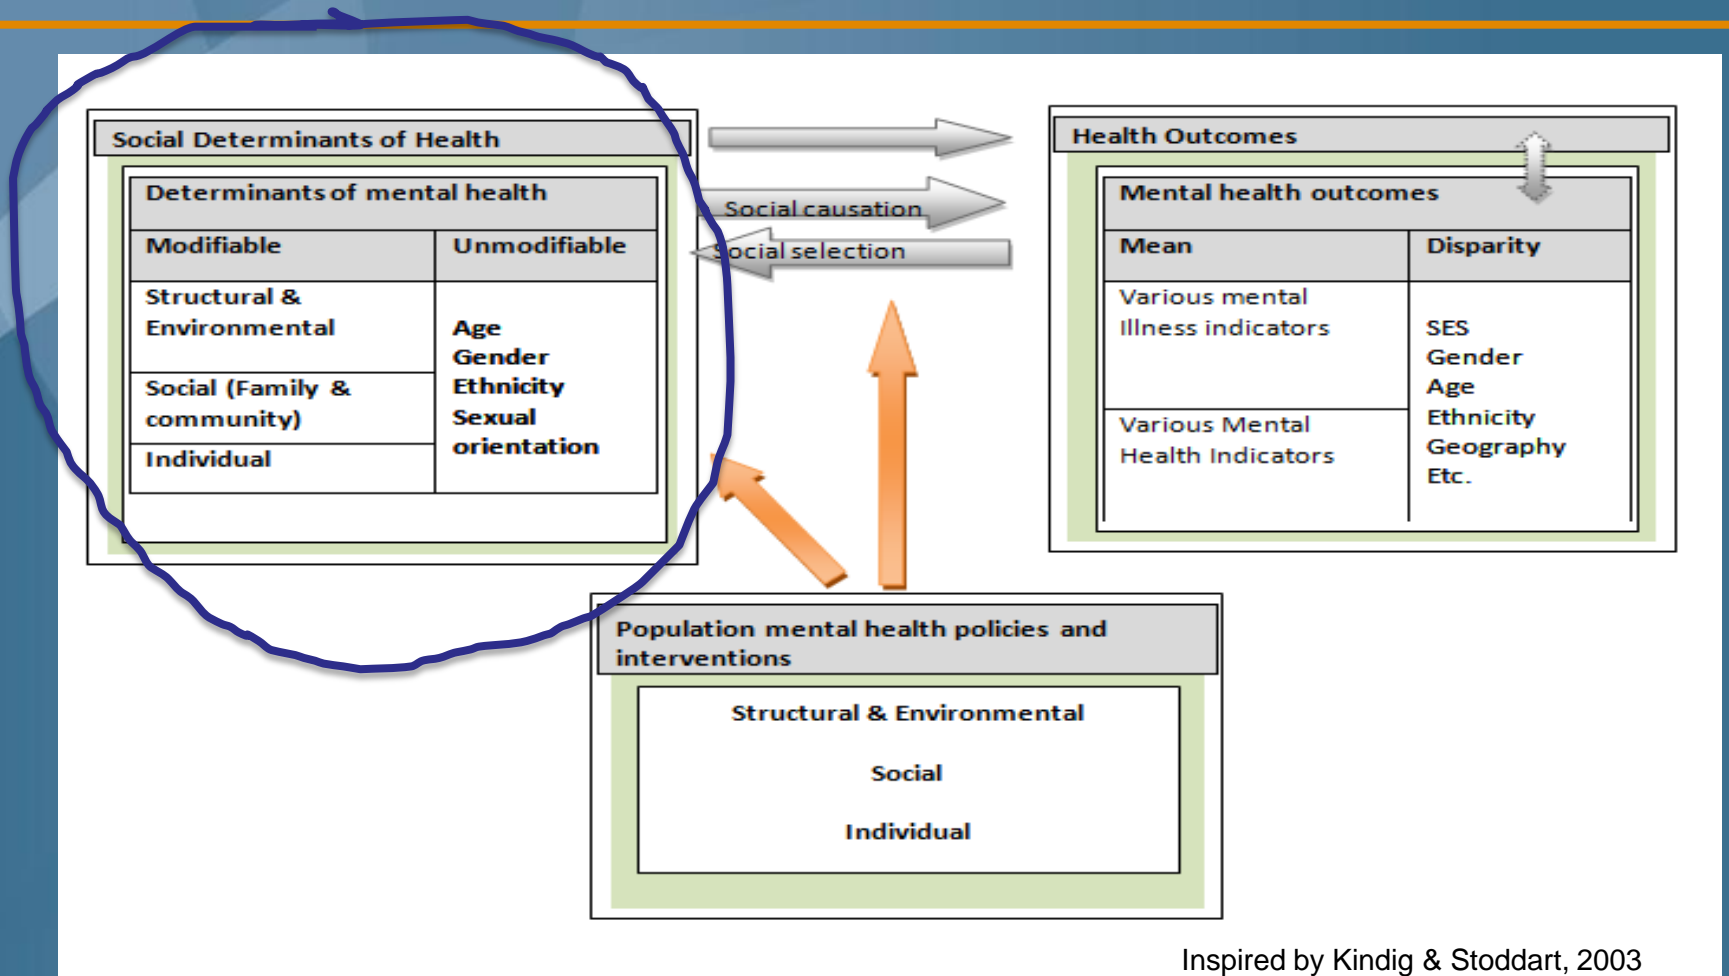 Social Determinants of Health
Determinants of mental health
Modifiable
Unmodifiable
Structural &
Environmental
Social (Family &
community)
Individual
Age
Gender
Ethnicity
Sexual
orientation
Social causation
Social selection
Health Outcomes
Mental health outcomes
Mean
Disparity
Various mental
Illness indicators
Various Mental
Health Indicators
SES
Gender
Age
Ethnicity
Geography
Etc.
Population mental health policies and
interventions
Structural & Environmental
Social
Individual
Inspired by Kindig & Stoddart, 2003